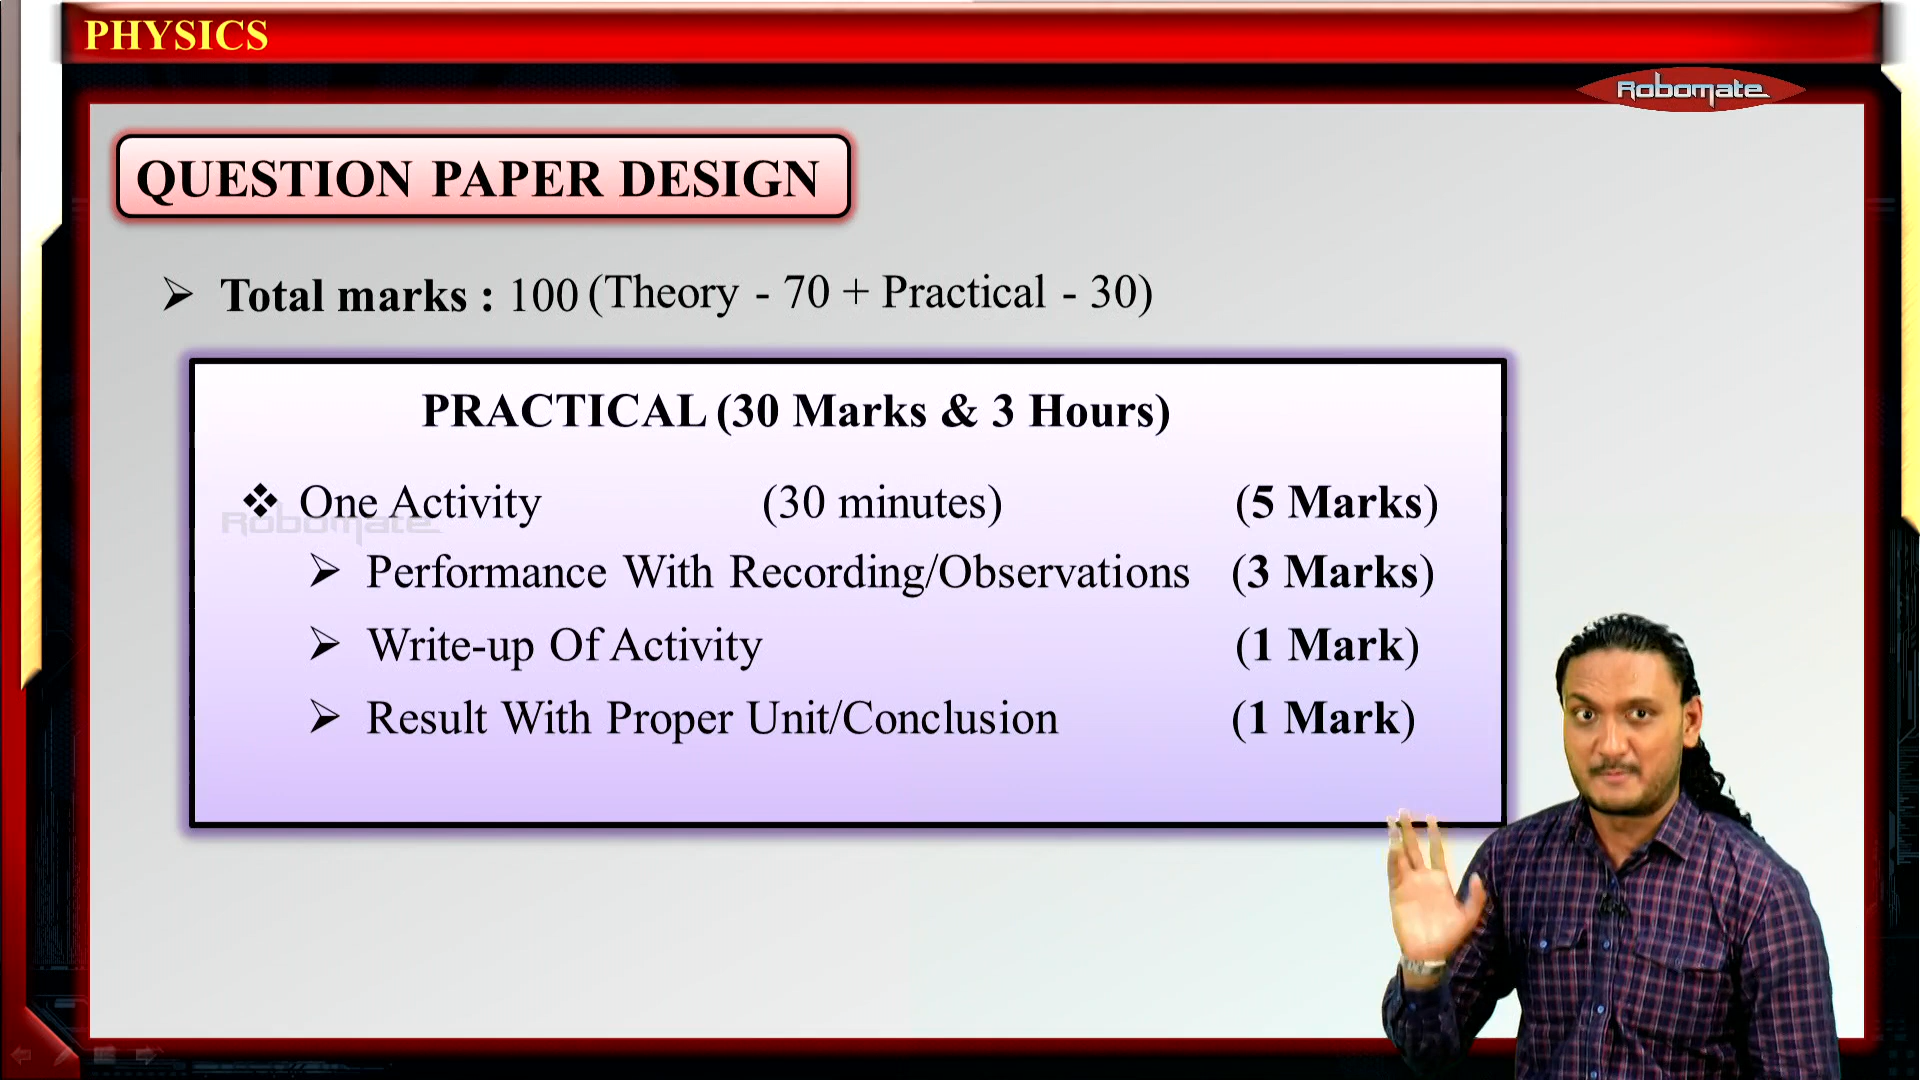 PHYSICS
Robomate
QUESTION PAPER DESIGN
➢ Total marks : 100 (Theory - 70 + Practical - 30)
PRACTICAL (30 Marks & 3 Hours)
❖ One Activity (30 minutes) (5 Marks)
Robomate
➢ Performance With Recording/Observations (3 Marks)
➢ Write-up Of Activity (1 Mark)
➢ Result With Proper Unit/Conclusion (1 Mark)